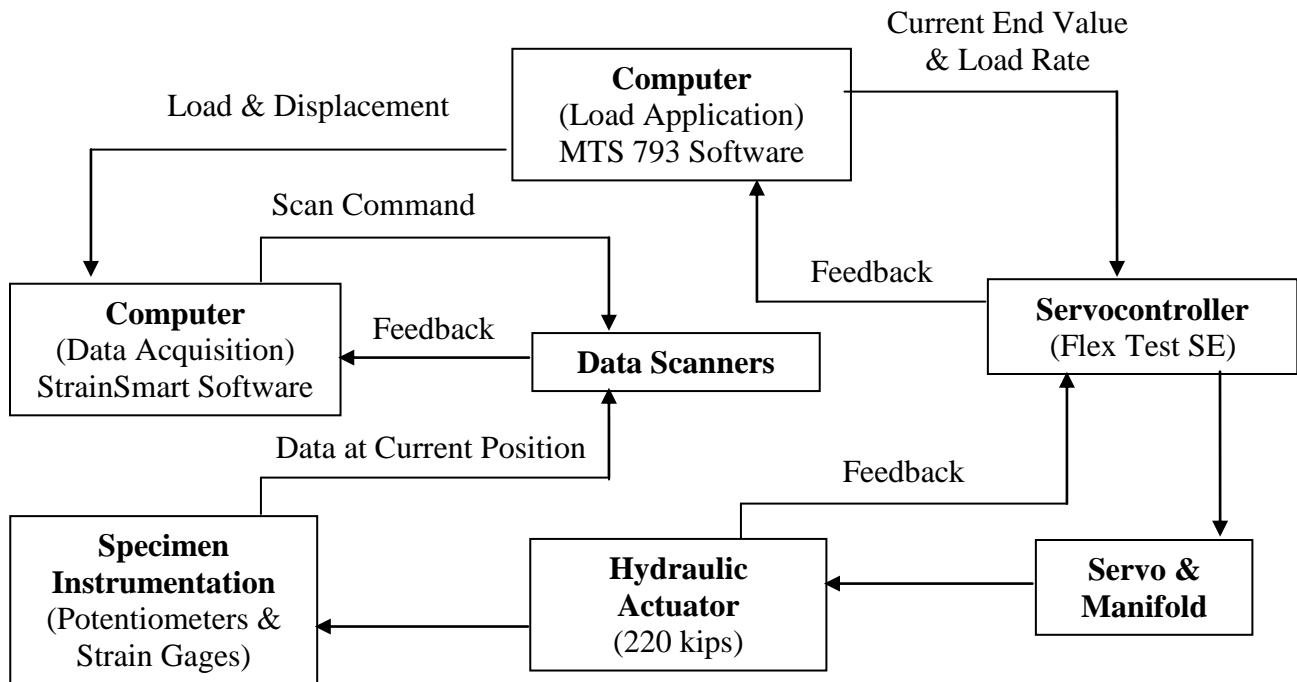 Current End Value
& Load Rate
Computer
(Load Application)
MTS 793 Software
Load & Displacement
Scan Command
Feedback
Servocontroller
(Flex Test SE)
Computer
(Data Acquisition)
StrainSmart Software
Feedback
Data Scanners
Data at Current Position
Feedback
Specimen
Instrumentation
(Potentiometers &
Strain Gages)
Hydraulic
Actuator
(220 kips)
Servo &
Manifold